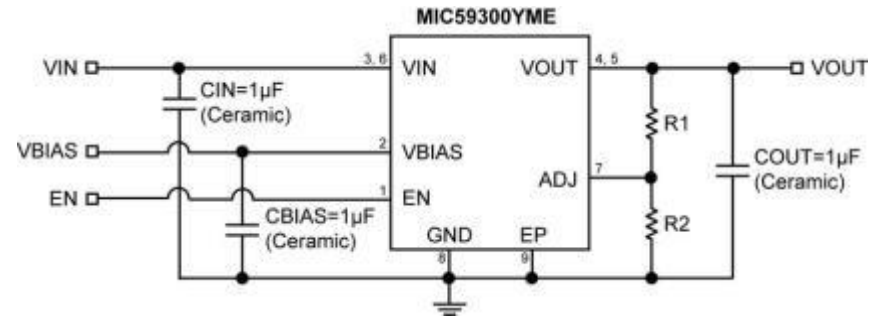 MIC59300YME
VIN
3, 6
VIN
VOUT
4, 5
VOUT
CIN=1µF
(Ceramic)
R1
VBIAS
2
VBIAS
COUT=1µF
(Ceramic)
ADJ
7
EN
1
EN
CBIAS=1µF
(Ceramic)
R2
GND
EP
8
9